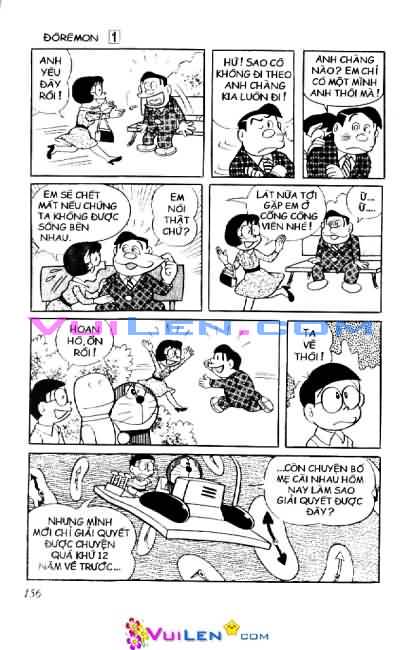 ĐÔRÊMON 1
ANH
YÊU
ĐÂY
RỒI!
HỨ! SAO CÔ
KHÔNG ĐI THEO
ANH CHÀNG
KIA LUÔN ĐI!
ANH CHÀNG
NÀO? EM CHỈ
CÓ MỘT MÌNH
ANH THÔI MÀ!
EM SẼ CHẾT
MẤT NẾU CHÚNG
TA KHÔNG ĐƯỢC
SỐNG BÊN
NHAU.
EM
NÓI
THẬT
CHỨ?
LÁT NỮA TỚI
GẶP EM Ở
CỔNG CÔNG
VIÊN NHÉ!
Ừ...
Ừ....
HOAN
HÔ, ỔN
RỒI!
TA
VỀ
THÔI!
VUILEN.COM
NHƯNG MÌNH
MỚI CHỈ GIẢI QUYẾT
ĐƯỢC CHUYỆN
QUÁ KHỨ 12
NĂM VỀ TRƯỚC...
...CÒN CHUYỆN BỐ
MẸ CÃI NHAU HÔM
NAY LÀM SAO
GIẢI QUYẾT ĐƯỢC
ĐÂY?
156
VUILEN.COM